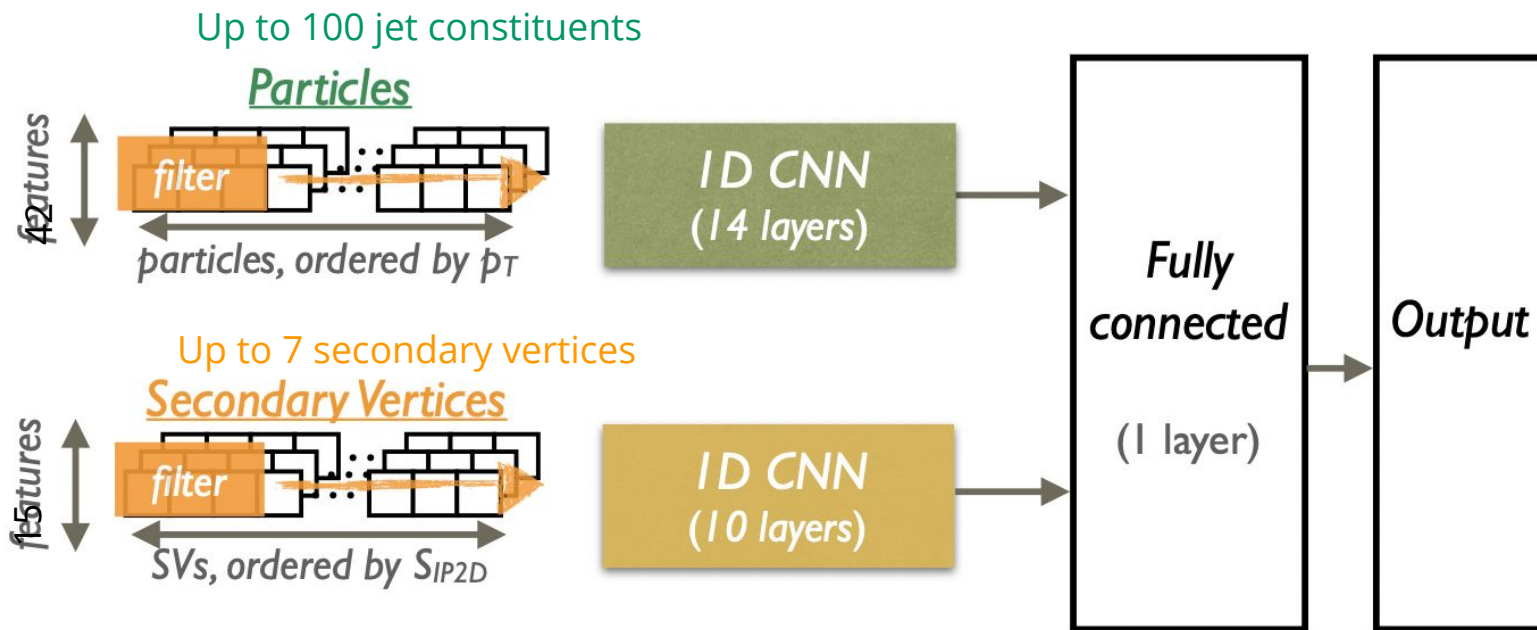 Up to 100 jet constituents
Particles
features
42
filter
particles, ordered by pT
1D CNN
(14 layers)
Up to 7 secondary vertices
Secondary Vertices
features
15
filter
SVs, ordered by SIP2D
1D CNN
(10 layers)
Fully
connected
(1 layer)
Output